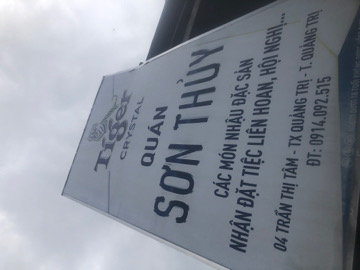 Tiger
CRYSTAL
QUÁN
SƠN THỦY
CÁC MÓN NHẬU ĐẶC SẢN
NHẬN ĐẶT TIỆC LIÊN HOAN, HỘI NGHỊ...
04 TRẦN THỊ TÂM - TX QUẢNG TRỊ - T. QUẢNG TRỊ
ĐT: 0914.092.515